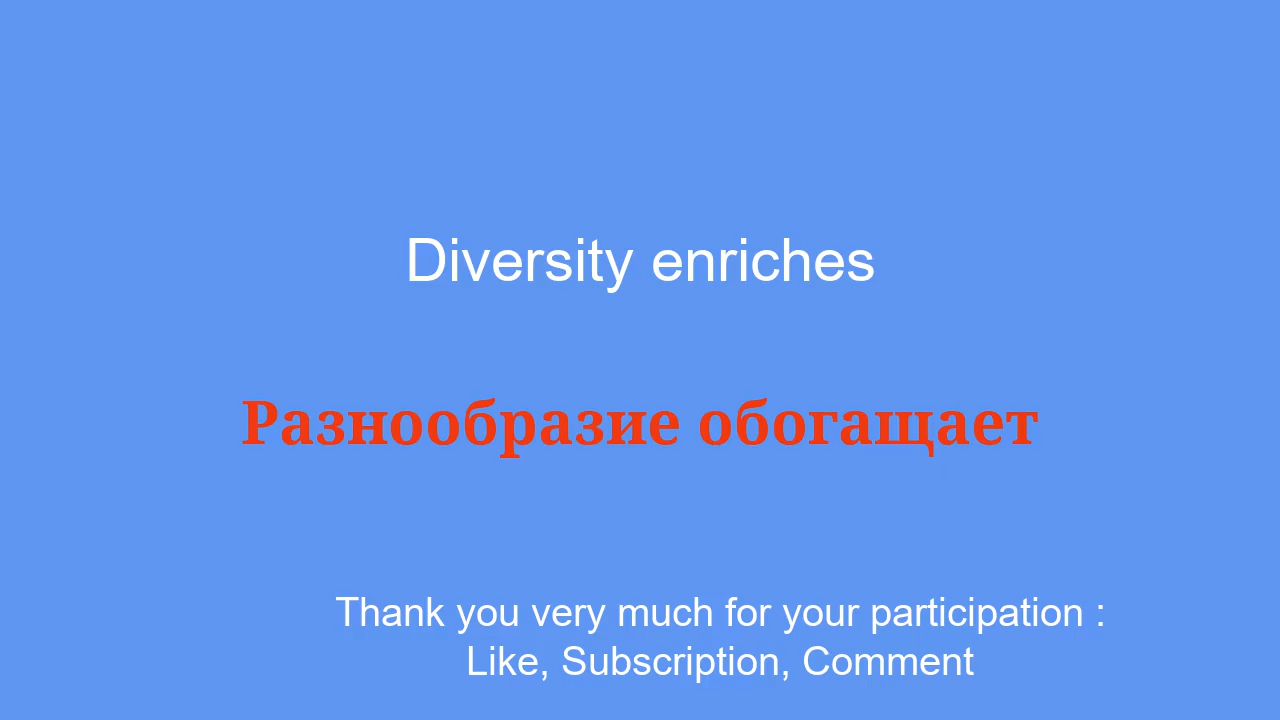 Diversity enriches
Разнообразие обогащает
Thank you very much for your participation :
Like, Subscription, Comment